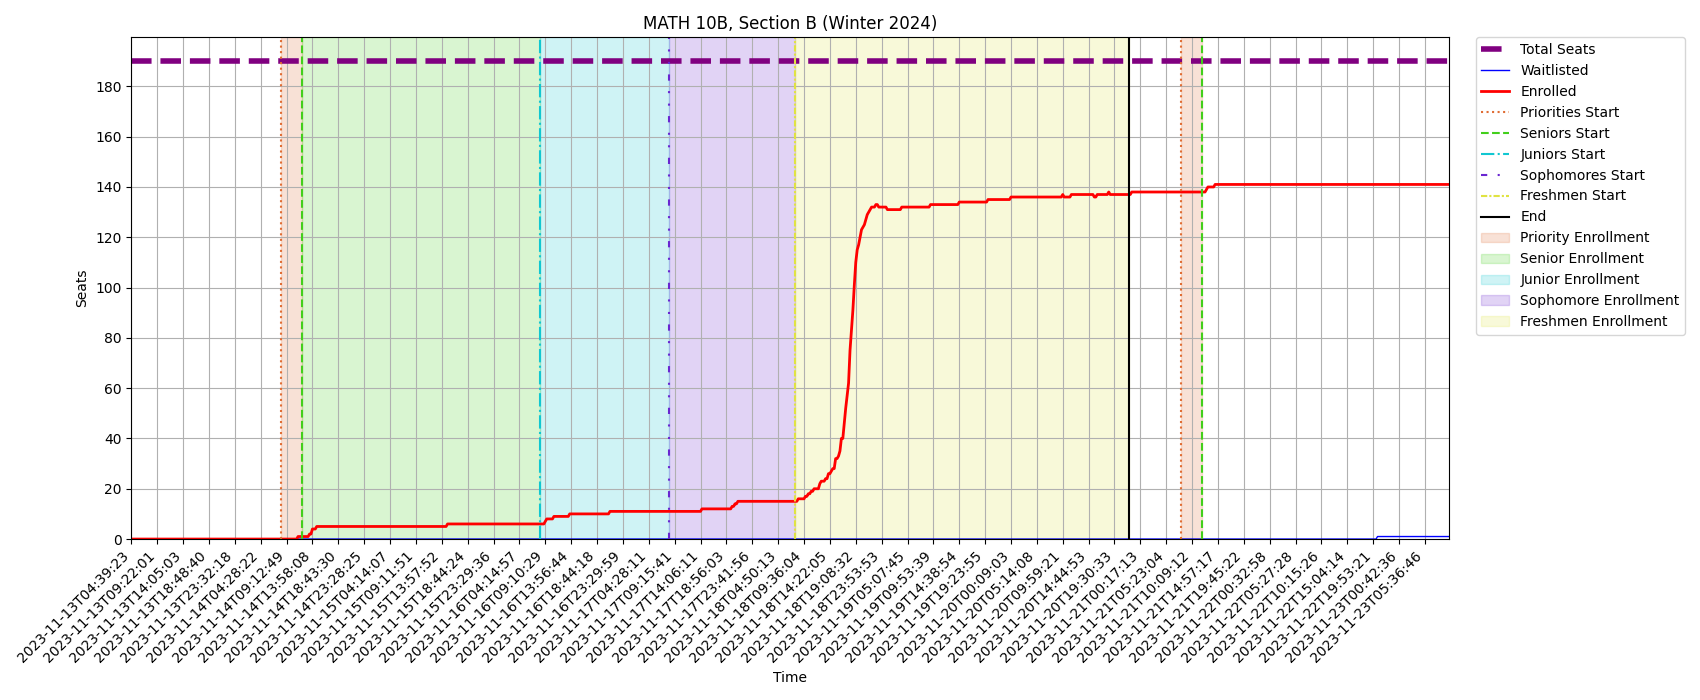 MATH 10B, Section B (Winter 2024)
Seats
180
160
140
120
100
80
60
40
20
0
2023-11-13T04:39:23
2023-11-13T09:22:01
2023-11-13T14:05:03
2023-11-13T18:48:40
2023-11-13T23:32:18
2023-11-14T04:28:22
2023-11-14T09:12:49
2023-11-14T13:58:08
2023-11-14T18:43:30
2023-11-14T23:28:25
2023-11-15T04:14:07
2023-11-15T09:11:51
2023-11-15T13:57:52
2023-11-15T18:44:24
2023-11-15T23:29:36
2023-11-16T04:14:57
2023-11-16T09:10:29
2023-11-16T13:56:44
2023-11-16T18:44:18
2023-11-16T23:29:59
2023-11-17T04:28:11
2023-11-17T09:15:41
2023-11-17T14:06:11
2023-11-17T18:56:03
2023-11-17T23:41:56
2023-11-18T04:50:13
2023-11-18T09:36:04
2023-11-18T14:22:05
2023-11-18T19:08:32
2023-11-18T23:53:53
2023-11-19T05:07:45
2023-11-19T09:53:39
2023-11-19T14:38:54
2023-11-19T19:23:55
2023-11-20T00:09:03
2023-11-20T05:14:08
2023-11-20T09:59:21
2023-11-20T14:44:53
2023-11-20T19:30:33
2023-11-21T00:17:13
2023-11-21T05:23:04
2023-11-21T10:09:12
2023-11-21T14:57:17
2023-11-21T19:45:22
2023-11-22T00:32:58
2023-11-22T05:27:28
2023-11-22T10:15:26
2023-11-22T15:04:14
2023-11-22T19:53:21
2023-11-23T00:42:36
2023-11-23T05:36:46
Time
Total Seats
Waitlisted
Enrolled
Priorities Start
Seniors Start
Juniors Start
Sophomores Start
Freshmen Start
End
Priority Enrollment
Senior Enrollment
Junior Enrollment
Sophomore Enrollment
Freshmen Enrollment